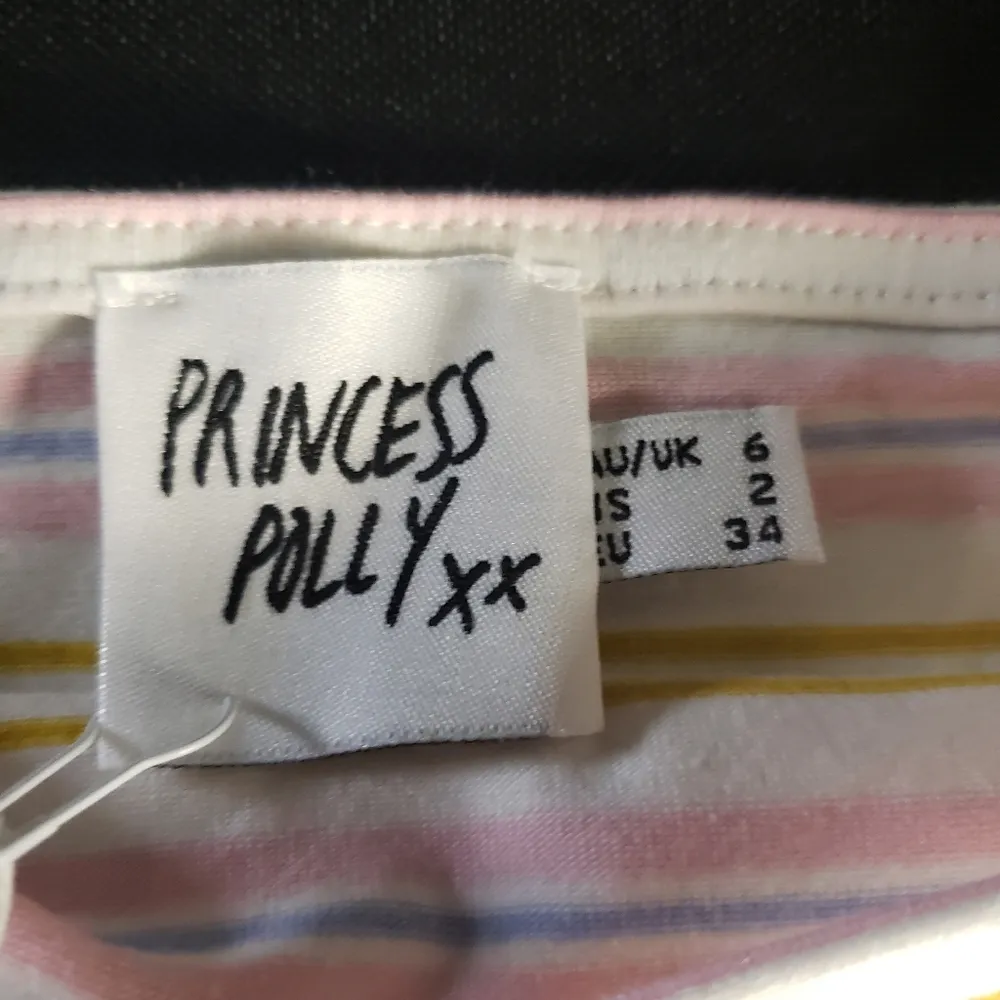 PRINCESS
POLLY xx
AU/UK 6
US 2
EU 34